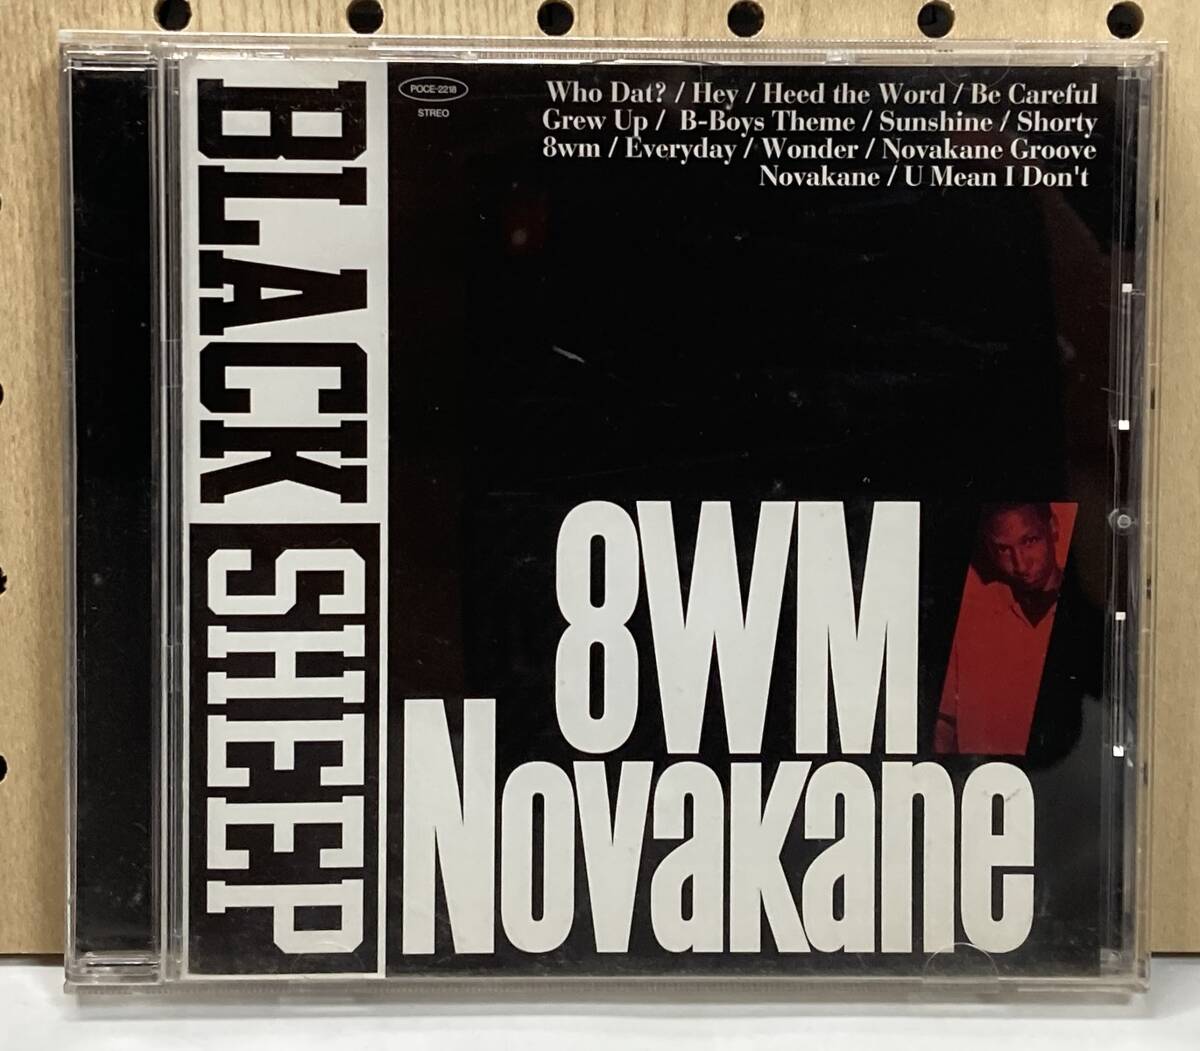 BLACK SHEEP
POCE-2218
STREO
Who Dat? / Hey / Heed the Word / Be Careful
Grew Up / B-Boys Theme / Sunshine / Shorty
8wm / Everyday / Wonder / Novakane Groove
Novakane / U Mean I Don't
8WM /
Novakane